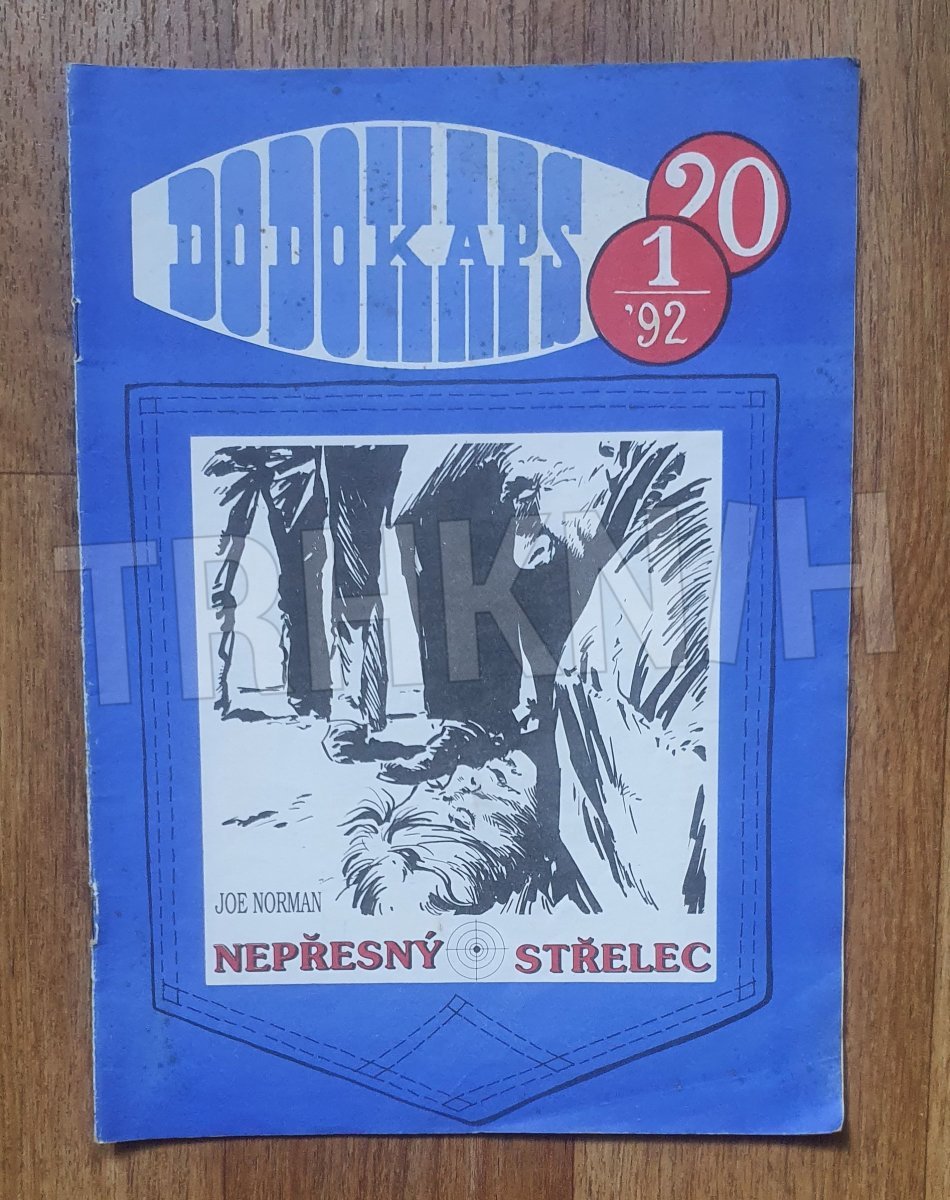 DODOKAPS
20
1
'92
JOE NORMAN
NEPŘESNÝ STŘELEC
TRHKNIH